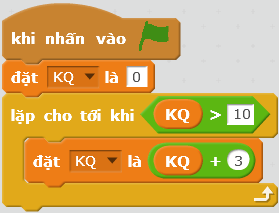 khi nhấn vào
đặt KQ là 0
lặp cho tới khi KQ > 10
đặt KQ là KQ + 3